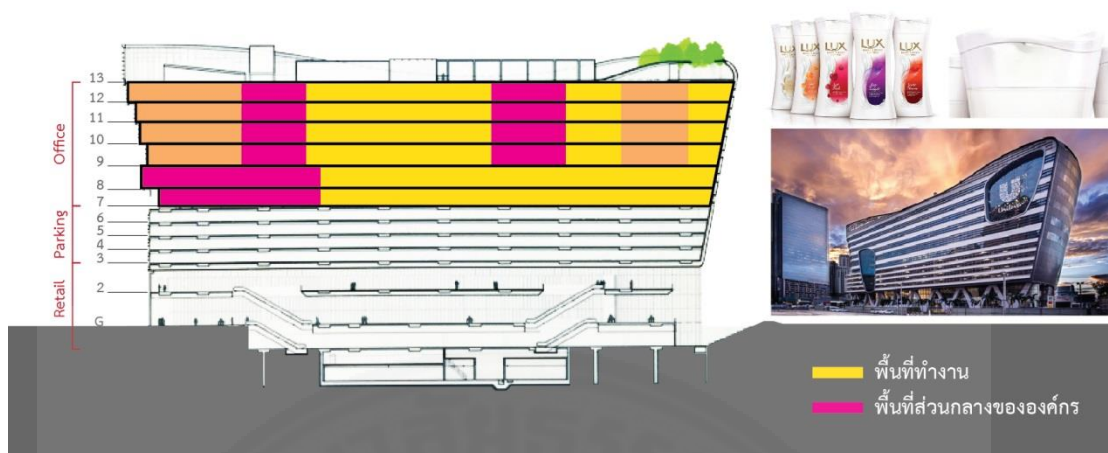 13
12
11
10
9
8
7
6
5
4
3
2
G
Office
Parking
Retail
LUX
LUX
LUX
LUX
LUX
Unilever
พื้นที่ทำงาน
พื้นที่ส่วนกลางขององค์กร